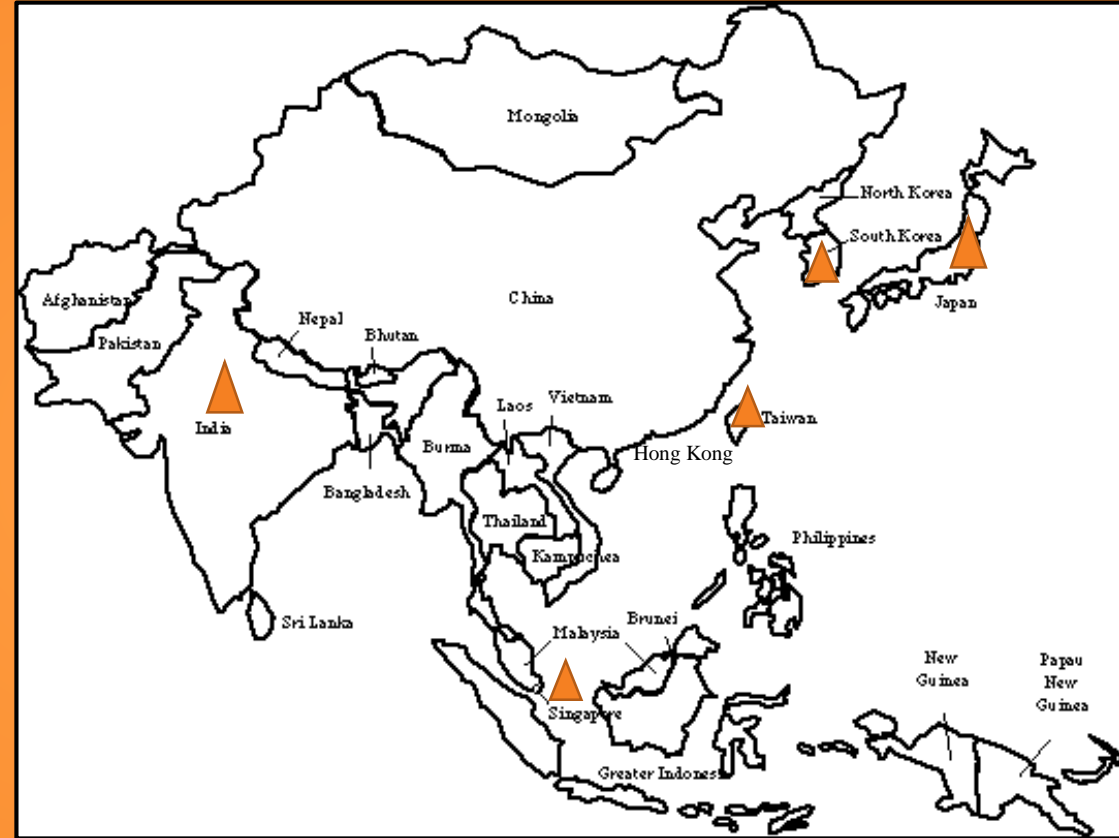 Mongolia
North Korea
South Korea
Japan
China
Afghanistan
Pakistan
Nepal
Bhutan
India
Bangladesh
Burma
Laos
Vietnam
Taiwan
Hong Kong
Thailand
Kampuchea
Philippines
Sri Lanka
Malaysia
Brunei
Singapore
Greater Indonesia
New
Guinea
Papau
New
Guinea